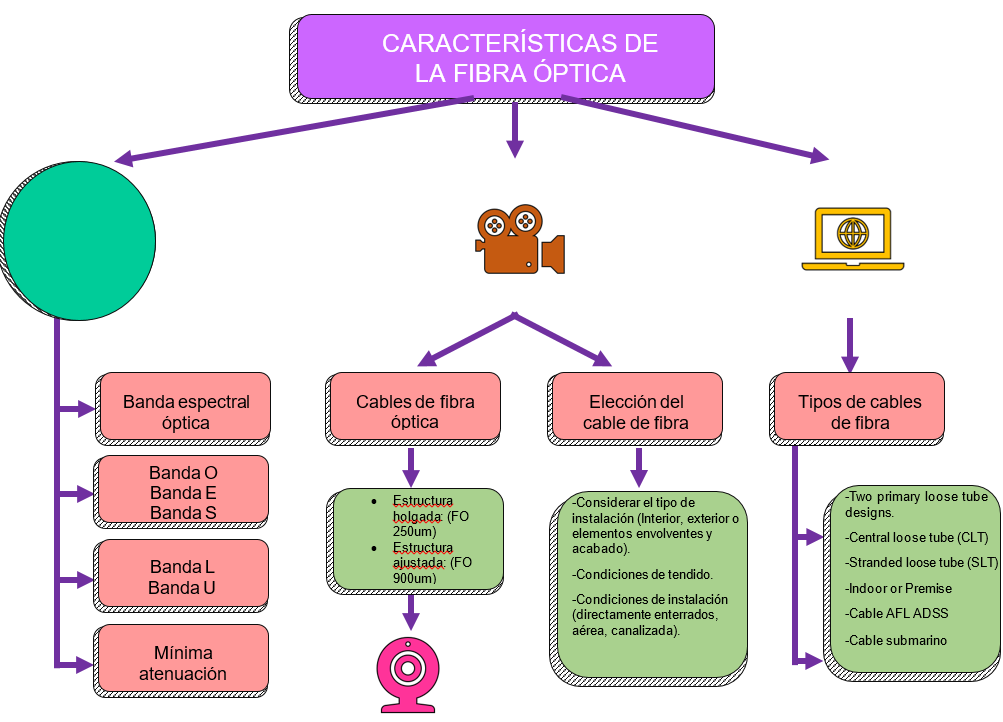 CARACTERÍSTICAS DE
LA FIBRA ÓPTICA
Banda espectral
óptica
Banda O
Banda E
Banda S
Banda L
Banda U
Mínima
atenuación
Cables de fibra
óptica
• Estructura
holgada: (FO
250um)
• Estructura
ajustada: (FO
900um)
Elección del
cable de fibra
-Considerar el tipo de
instalación (Interior, exterior o
elementos envolventes y
acabado).
-Condiciones de tendido.
-Condiciones de instalación
(directamente enterrados,
aérea, canalizada).
Tipos de cables
de fibra
-Two primary loose tube
designs.
-Central loose tube (CLT)
-Stranded loose tube (SLT)
-Indoor or Premise
-Cable AFL ADSS
-Cable submarino